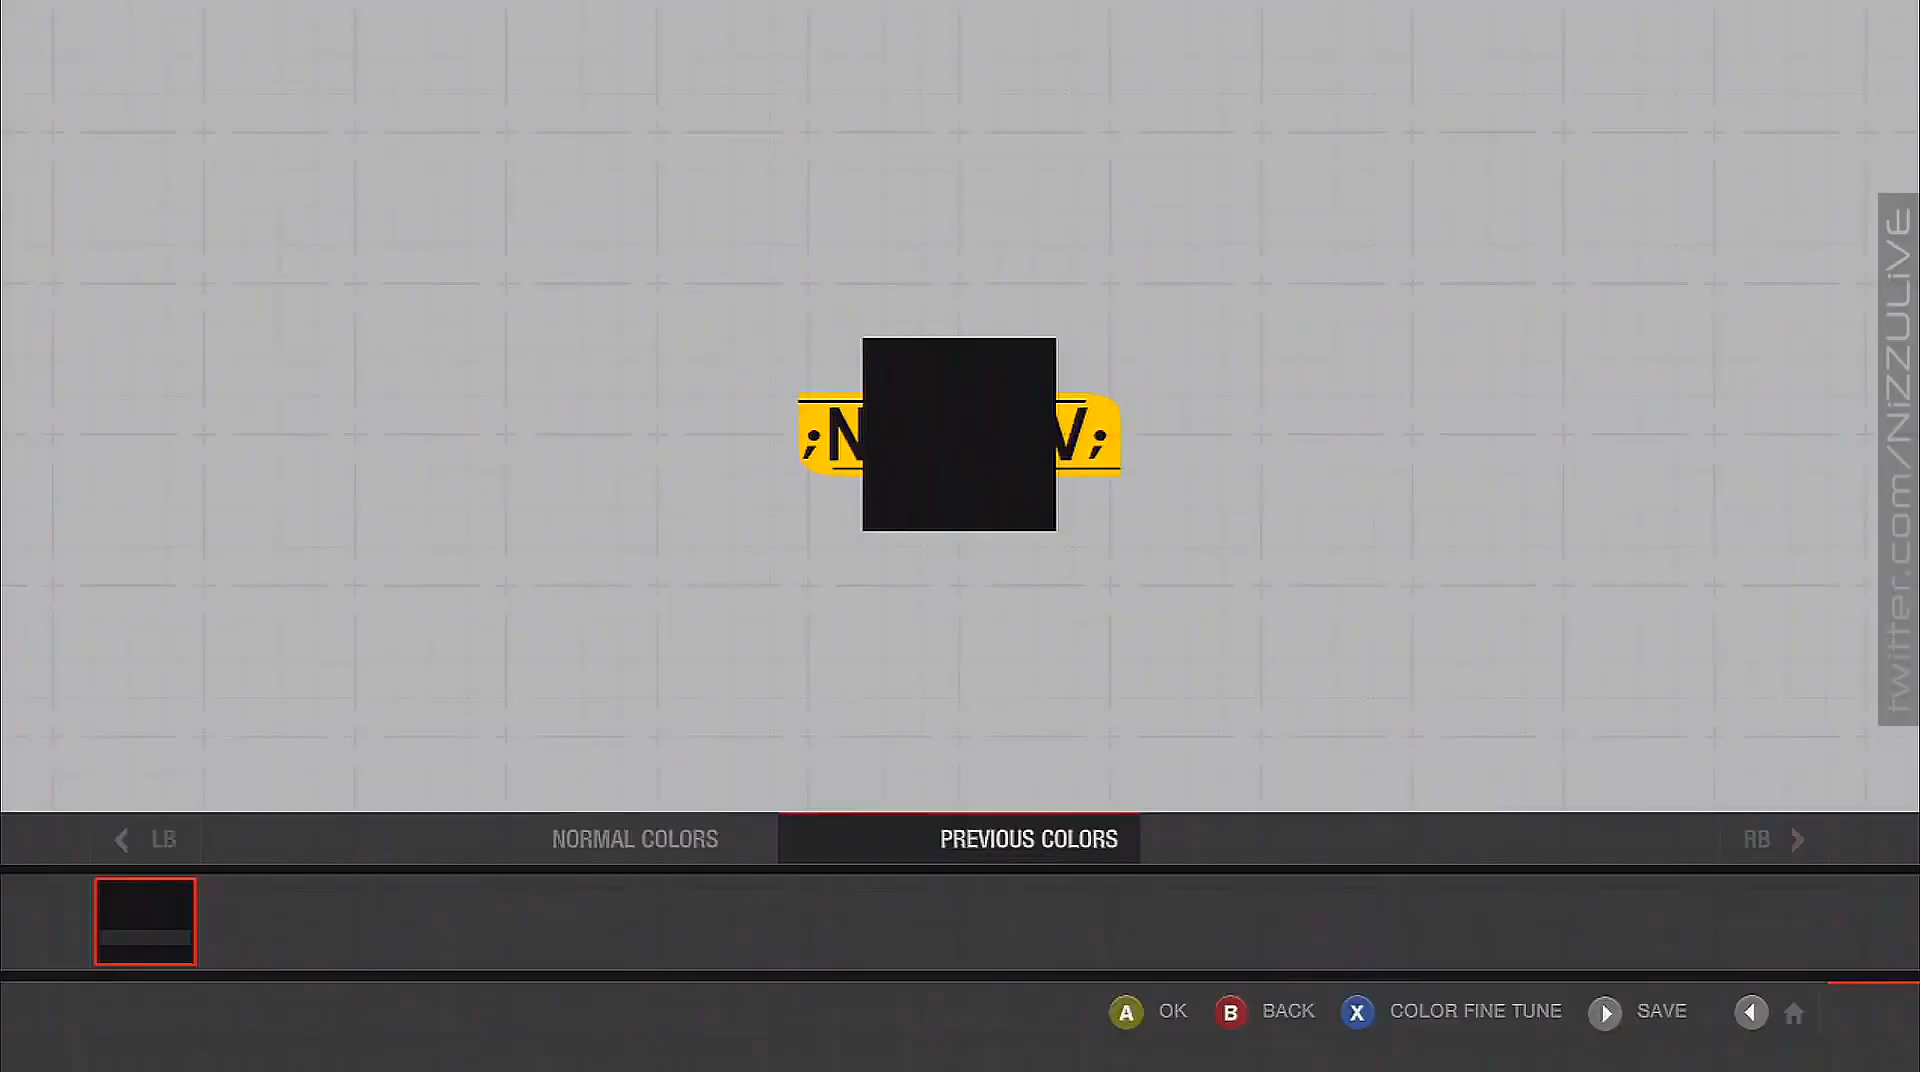 ;N
V;
twitter.com/NiZZULiVE
LB
NORMAL COLORS
PREVIOUS COLORS
RB
A OK
B BACK
X COLOR FINE TUNE
SAVE